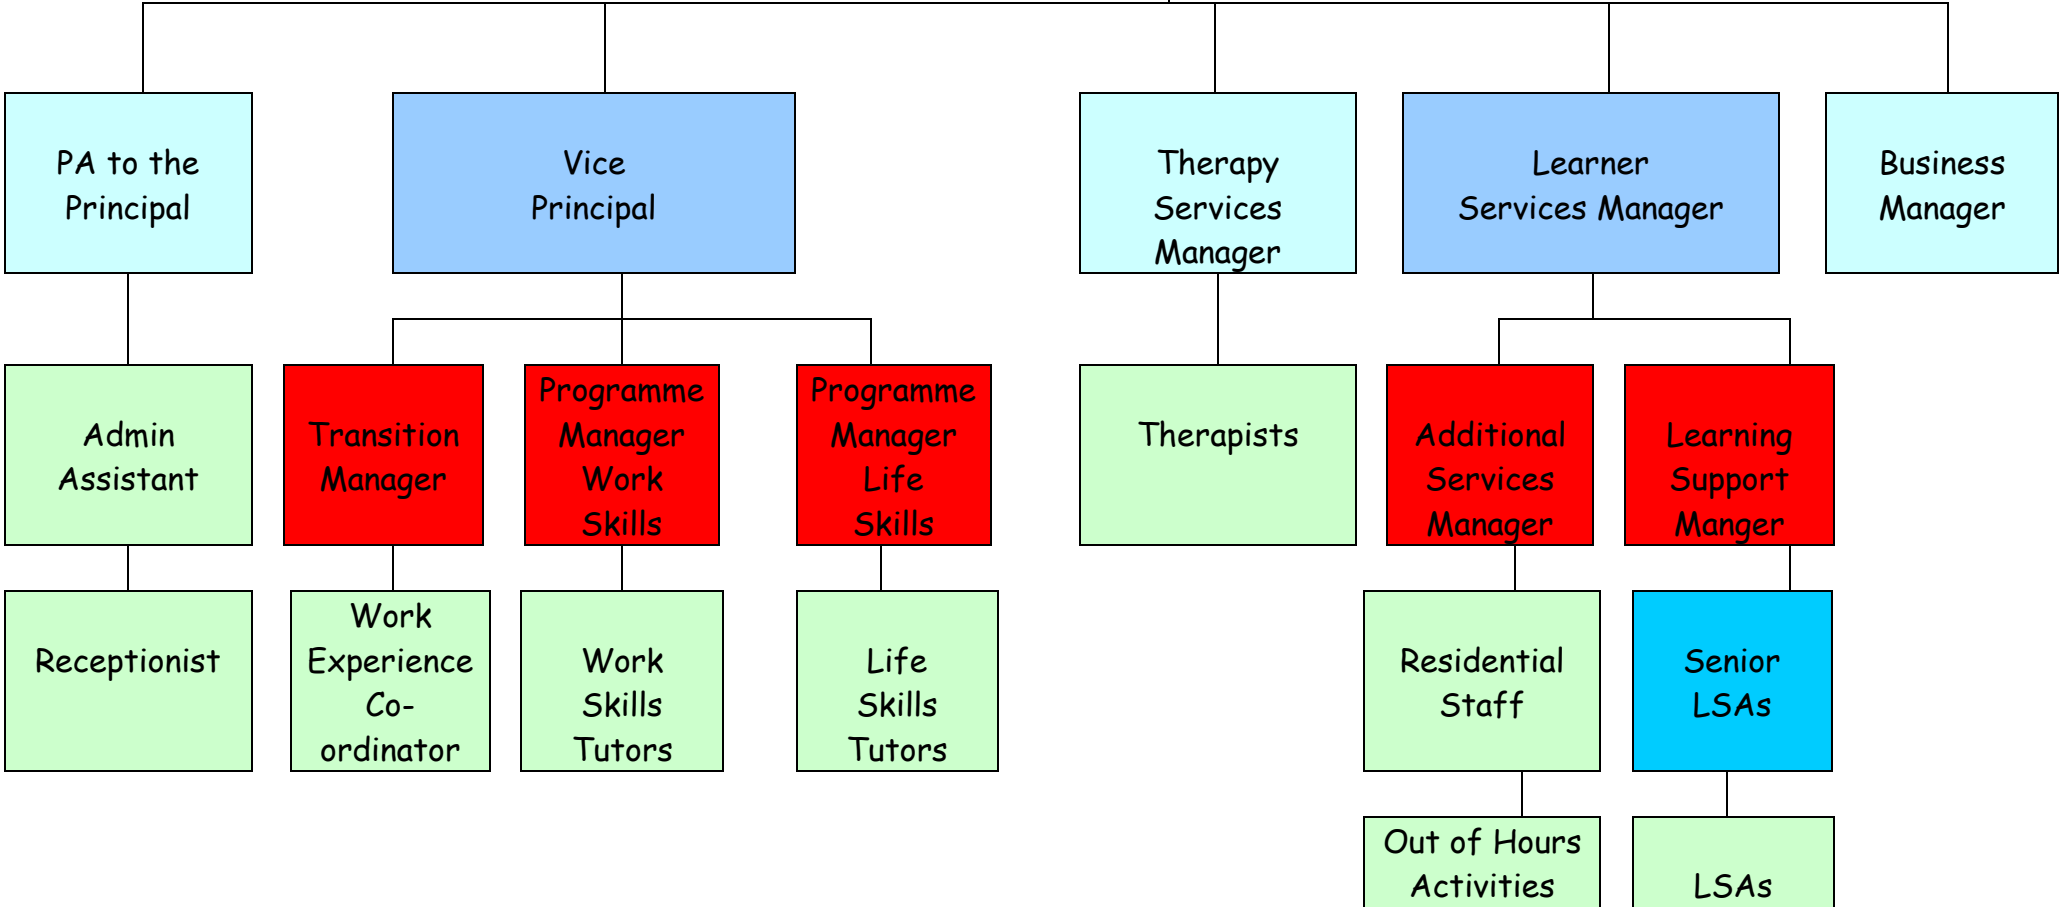 PA to the
Principal
Vice
Principal
Therapy
Services
Manager
Learner
Services Manager
Business
Manager
Admin
Assistant
Transition
Manager
Programme
Manager
Work
Skills
Programme
Manager
Life
Skills
Therapists
Additional
Services
Manager
Learning
Support
Manger
Receptionist
Work
Experience
Co-
ordinator
Work
Skills
Tutors
Life
Skills
Tutors
Residential
Staff
Senior
LSAs
Out of Hours
Activities
LSAs